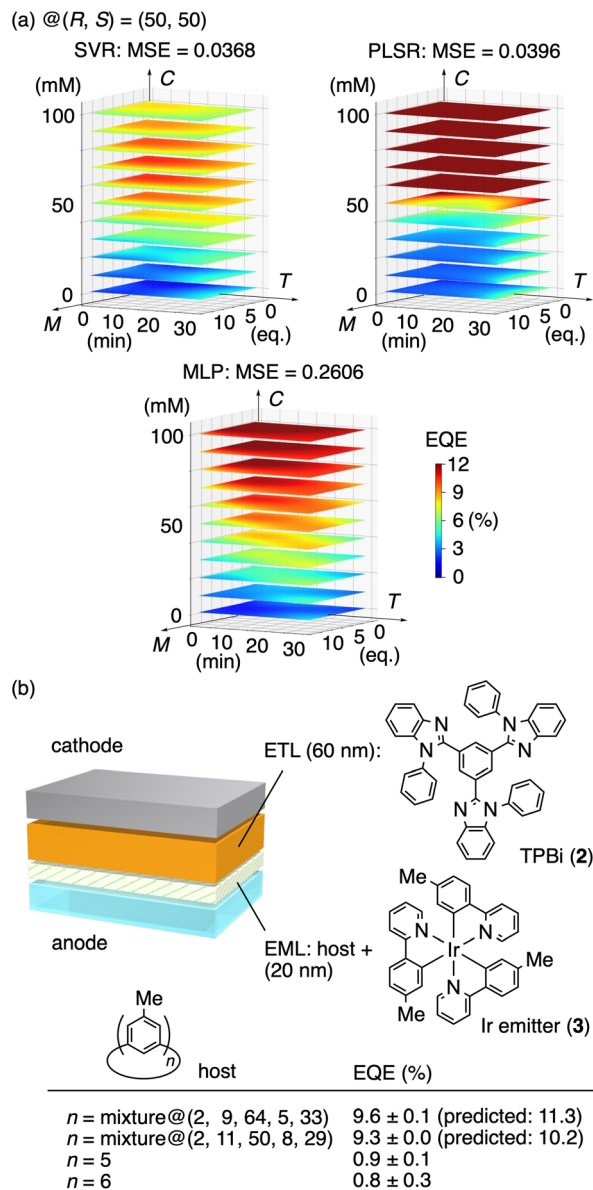 (a) @(R, S) = (50, 50)
SVR: MSE = 0.0368
PLSR: MSE = 0.0396
(mM)
C
100
50
0
T
M
0 10 20 30
(min)
10 5 0
(eq.)
(mM)
C
100
50
0
T
M
0 10 20 30
(min)
10 5 0
(eq.)
MLP: MSE = 0.2606
(mM)
C
100
50
0
T
M
0 10 20 30
(min)
10 5 0
(eq.)
EQE
12
9
6 (%)
3
0
(b)
cathode
ETL (60 nm):
anode
EML: host +
(20 nm)
N
N
N
N
N
N
TPBi (2)
Me
N
N
Ir
Me
N
Me
Ir emitter (3)
Me
n
host
EQE (%)
n = mixture@(2, 9, 64, 5, 33) 9.6 ± 0.1 (predicted: 11.3)
n = mixture@(2, 11, 50, 8, 29) 9.3 ± 0.0 (predicted: 10.2)
n = 5 0.9 ± 0.1
n = 6 0.8 ± 0.3